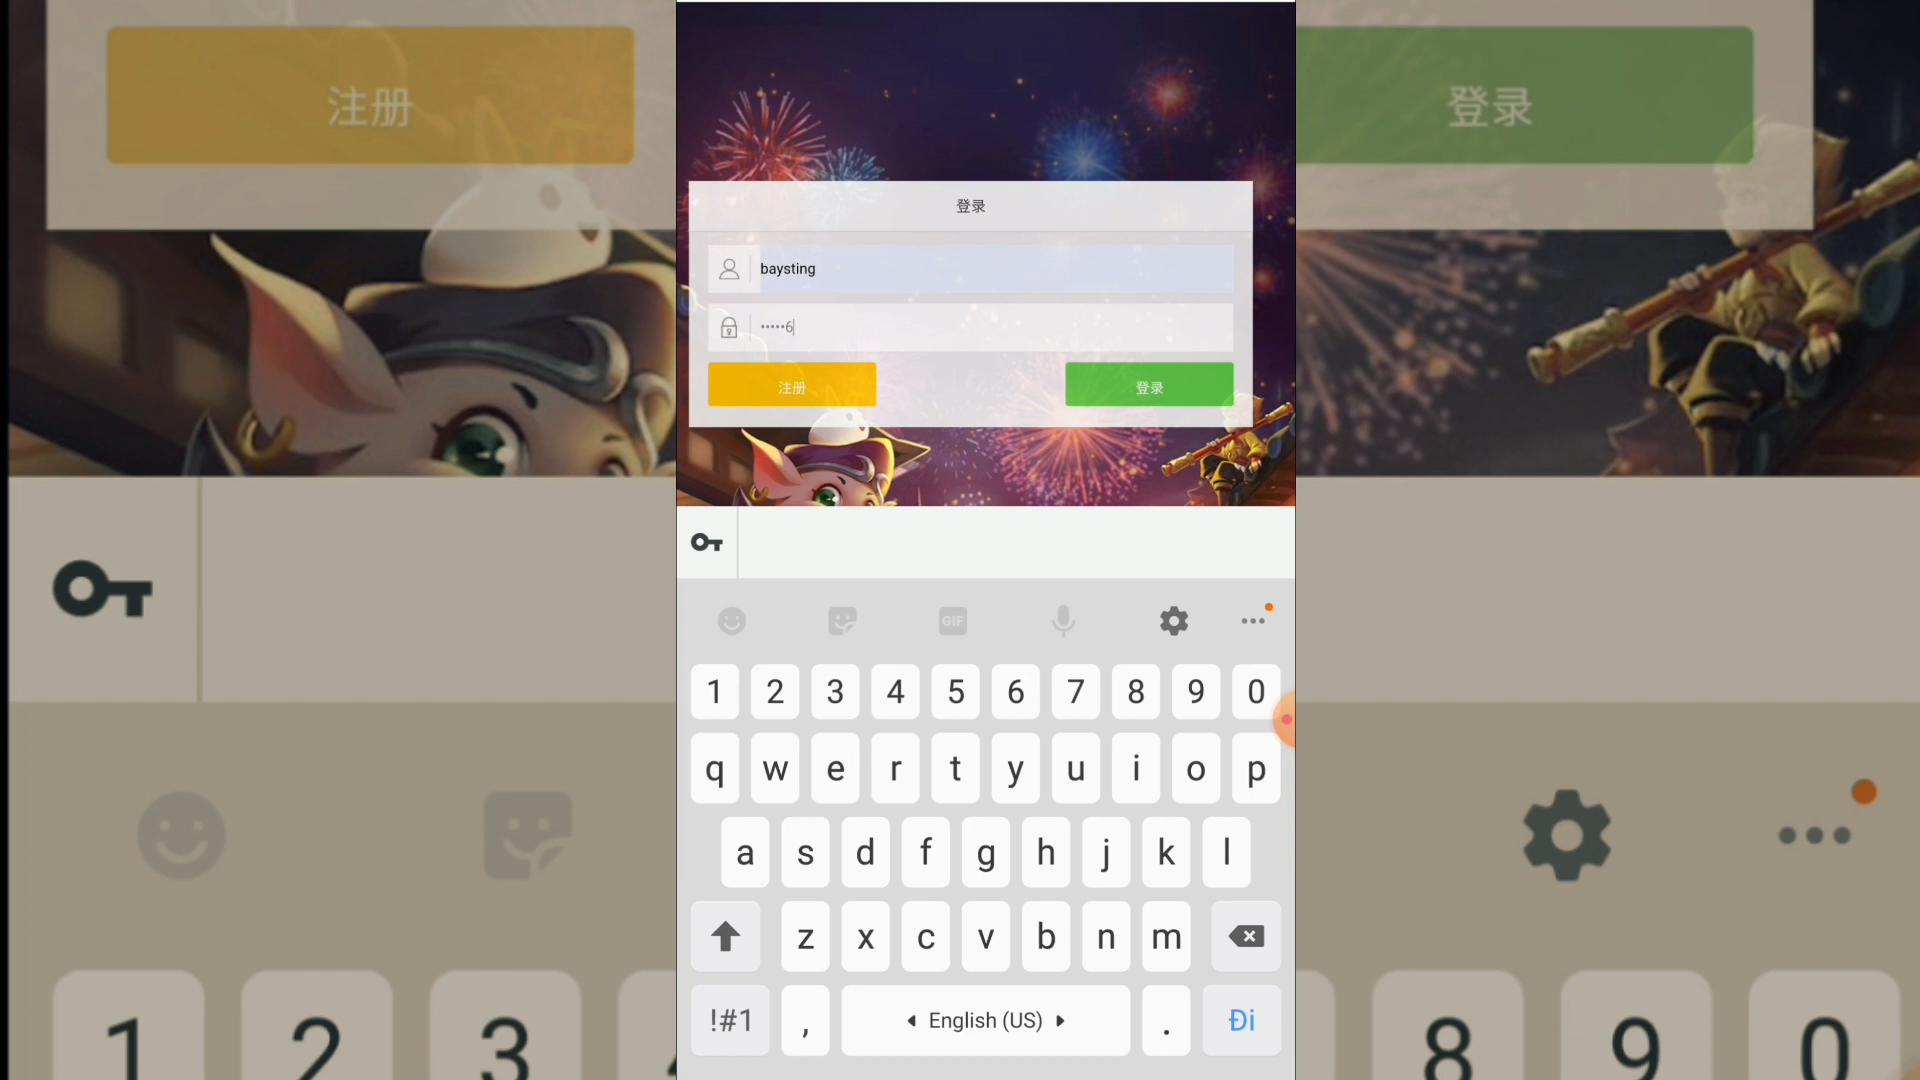 登录
baysting
•••••6
注册 登录
GIF
1 2 3 4 5 6 7 8 9 0
q w e r t y u i o p
a s d f g h j k l
z x c v b n m
!#1 , English (US) . Đi
注册
登录
1 2 3
8 9 0